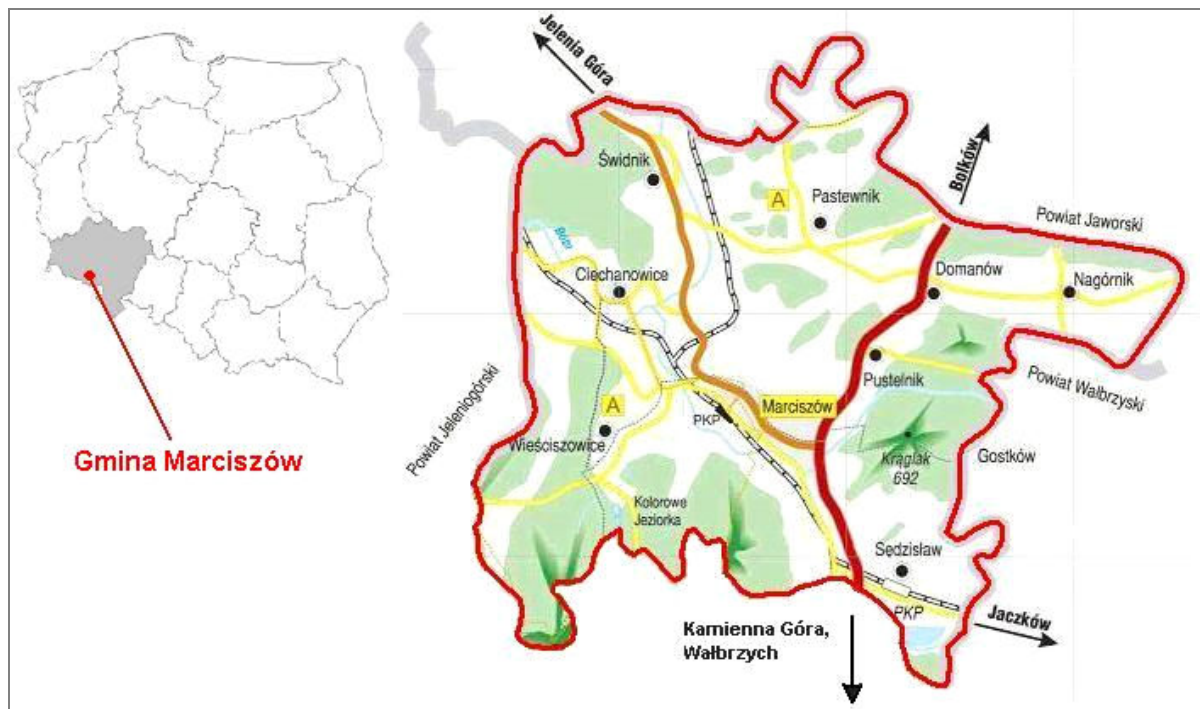 Jelenia Góra
Bolków
Świdnik
A
Pastewnik
Powiat Jaworski
Bóbr
Ciechanowice
Domanów
Nagórnik
Pustelnik
Powiat Wałbrzyski
Powiat Jeleniogórski
A
Marciszów
PKP
Wieściszowice
Krąglak
692
Gostków
Gmina Marciszów
Kolorowe
Jeziorka
Sędzisław
PKP
Jaczków
Kamienna Góra,
Wałbrzych